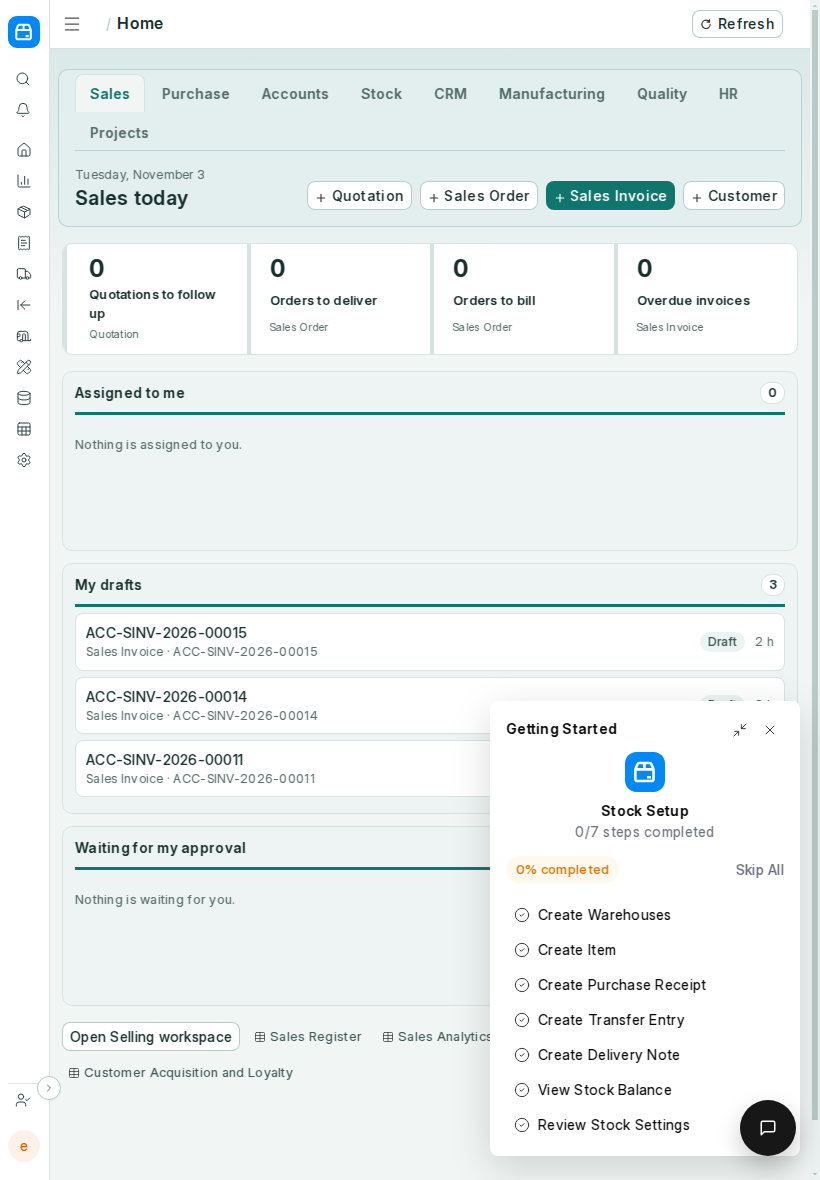 / Home
Refresh
Sales
Purchase
Accounts
Stock
CRM
Manufacturing
Quality
HR
Projects
Tuesday, November 3
Sales today
+ Quotation
+ Sales Order
+ Sales Invoice
+ Customer
0
Quotations to follow
up
Quotation
0
Orders to deliver
Sales Order
0
Orders to bill
Sales Order
0
Overdue invoices
Sales Invoice
Assigned to me
0
Nothing is assigned to you.
My drafts
3
ACC-SINV-2026-00015
Sales Invoice · ACC-SINV-2026-00015
Draft
2 h
ACC-SINV-2026-00014
Sales Invoice · ACC-SINV-2026-00014
ACC-SINV-2026-00011
Sales Invoice · ACC-SINV-2026-00011
Waiting for my approval
Nothing is waiting for you.
Open Selling workspace
Sales Register
Sales Analytics
Customer Acquisition and Loyalty
Getting Started
Stock Setup
0/7 steps completed
0% completed
Skip All
Create Warehouses
Create Item
Create Purchase Receipt
Create Transfer Entry
Create Delivery Note
View Stock Balance
Review Stock Settings
e